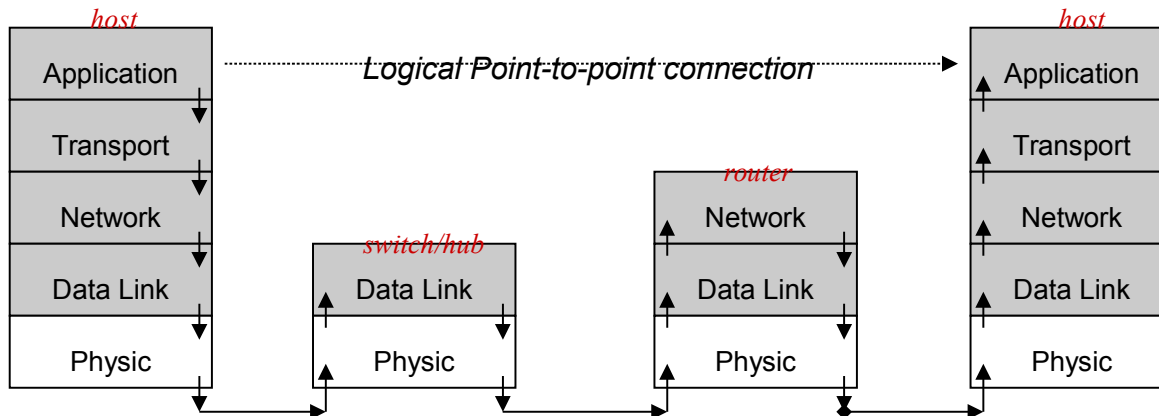 host
Application
Transport
Network
Data Link
Physic
Logical Point-to-point connection
switch/hub
Data Link
Physic
router
Network
Data Link
Physic
host
Application
Transport
Network
Data Link
Physic